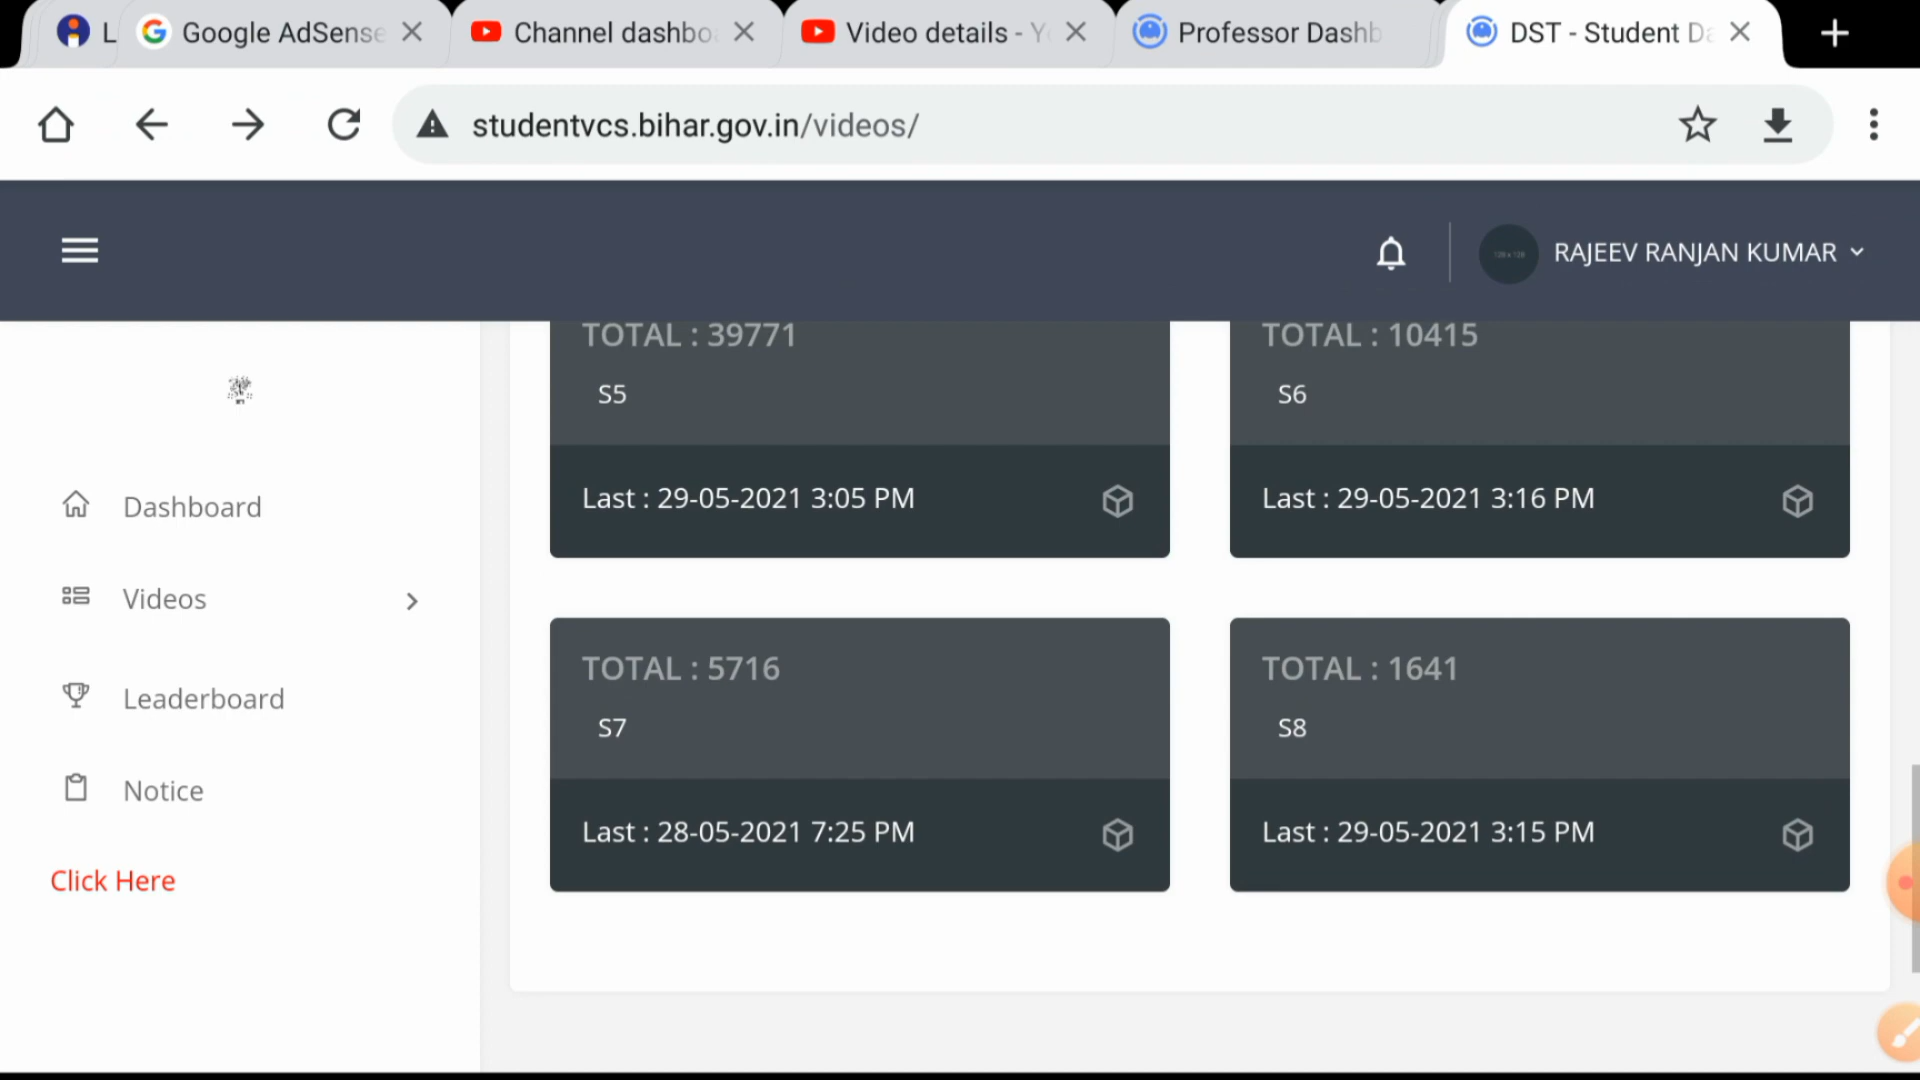 L
Google AdSense
Channel dashbo
Video details - Y
Professor Dashb
DST - Student Da
studentvcs.bihar.gov.in/videos/
RAJEEV RANJAN KUMAR
Dashboard
Videos
Leaderboard
Notice
Click Here
TOTAL : 39771
S5
Last : 29-05-2021 3:05 PM
TOTAL : 10415
S6
Last : 29-05-2021 3:16 PM
TOTAL : 5716
S7
Last : 28-05-2021 7:25 PM
TOTAL : 1641
S8
Last : 29-05-2021 3:15 PM